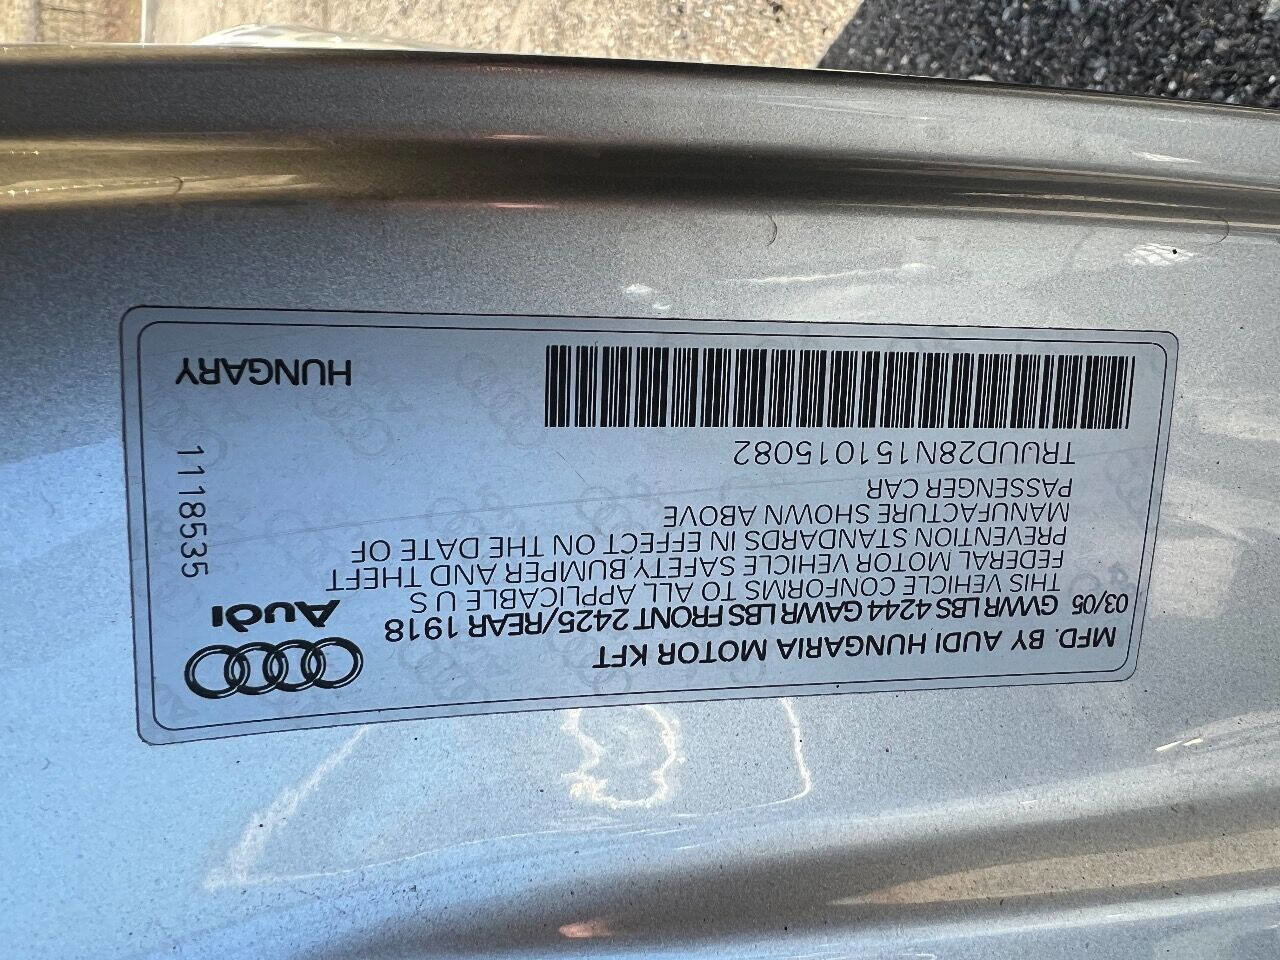 MFD. BY AUDI HUNGARIA MOTOR KFT
03/05 GVWR LBS 4244 GAWR LBS FRONT 2425/REAR 1918
THIS VEHICLE CONFORMS TO ALL APPLICABLE U S
FEDERAL MOTOR VEHICLE SAFETY BUMPER AND THEFT
PREVENTION STANDARDS IN EFFECT ON THE DATE OF
MANUFACTURE SHOWN ABOVE
PASSENGER CAR
TRUUD28N151015082
Audi
1118535
HUNGARY